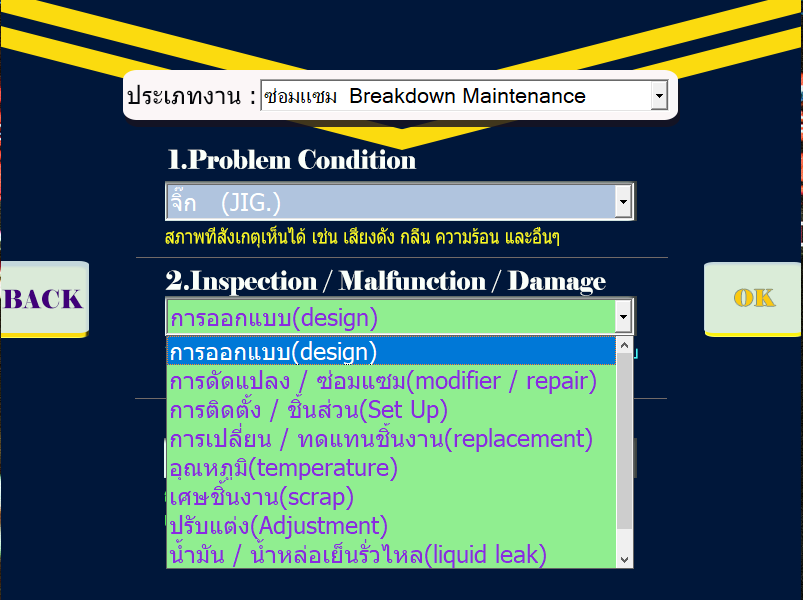 ประเภทงาน : ซ่อมแซม Breakdown Maintenance
1.Problem Condition
จิ๊ก (JIG.)
สภาพที่สังเกตุเห็นได้ เช่น เสียงดัง กลิ่น ความร้อน และอื่นๆ
2.Inspection / Malfunction / Damage
BACK
OK
การออกแบบ(design)
การออกแบบ(design)
การดัดแปลง / ซ่อมแซม(modifier / repair)
การติดตั้ง / ชิ้นส่วน(Set Up)
การเปลี่ยน / ทดแทนชิ้นงาน(replacement)
อุณหภูมิ(temperature)
เศษชิ้นงาน(scrap)
ปรับแต่ง(Adjustment)
น้ำมัน / น้ำหล่อเย็นรั่วไหล(liquid leak)